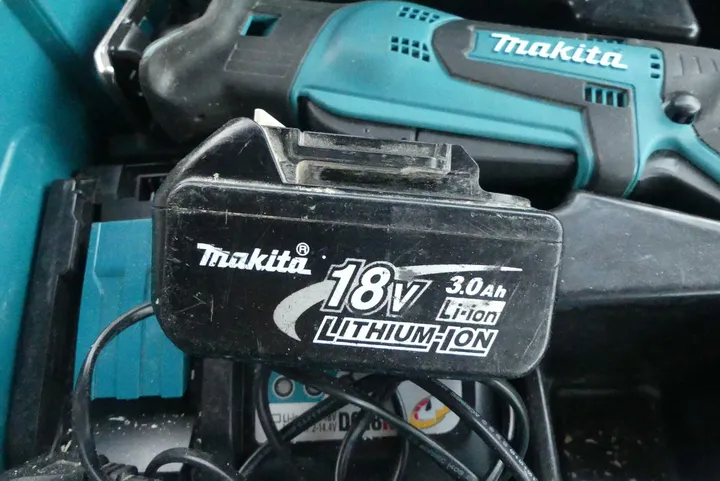 makita
makita®
18V
3.0Ah
Li-ion
LITHIUM-ION